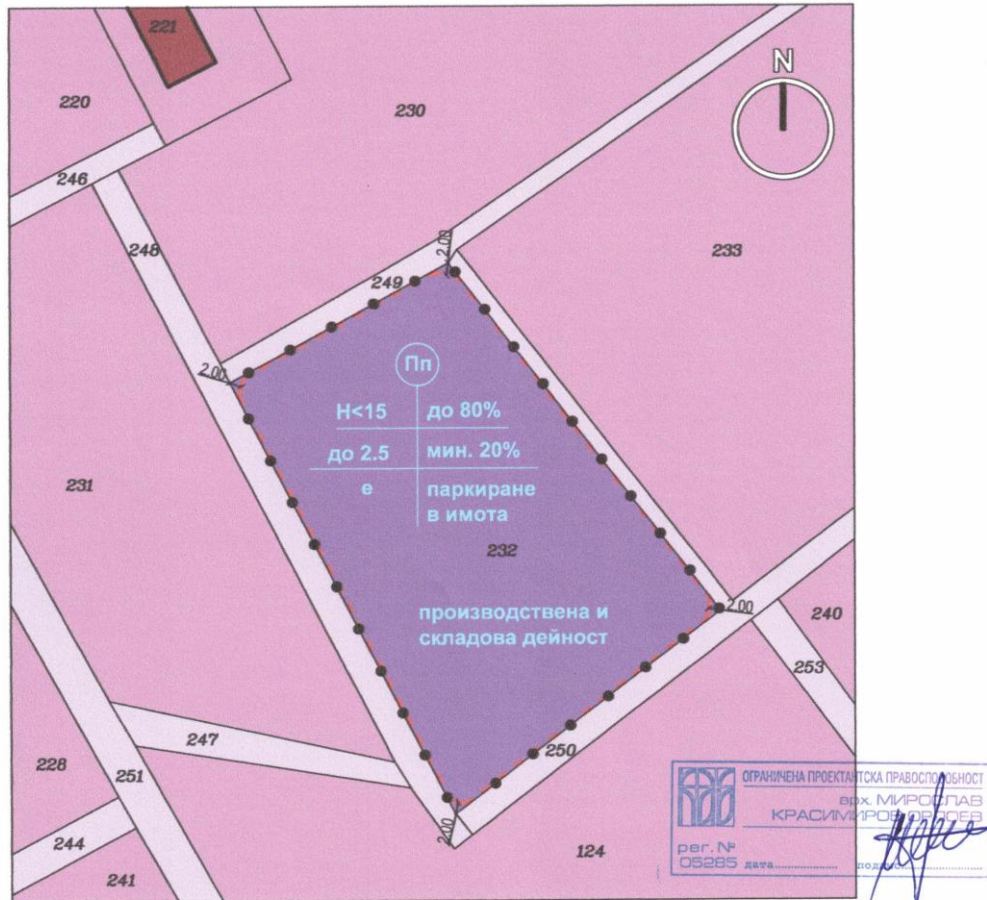 221
N
220
230
246
248
233
2.00
249
2.00
Пп
H<15 до 80%
до 2.5 мин. 20%
е паркиране
в имота
231
232
2.00
производствена и
складова дейност
240
253
247
250
228
251
2.00
244
124
241
ОГРАНИЧЕНА ПРОЕКТАНТСКА ПРАВОСПОСОБНОСТ
арх. МИРОСЛАВ
КРАСИМИРОВ
рег. №
05285 дата